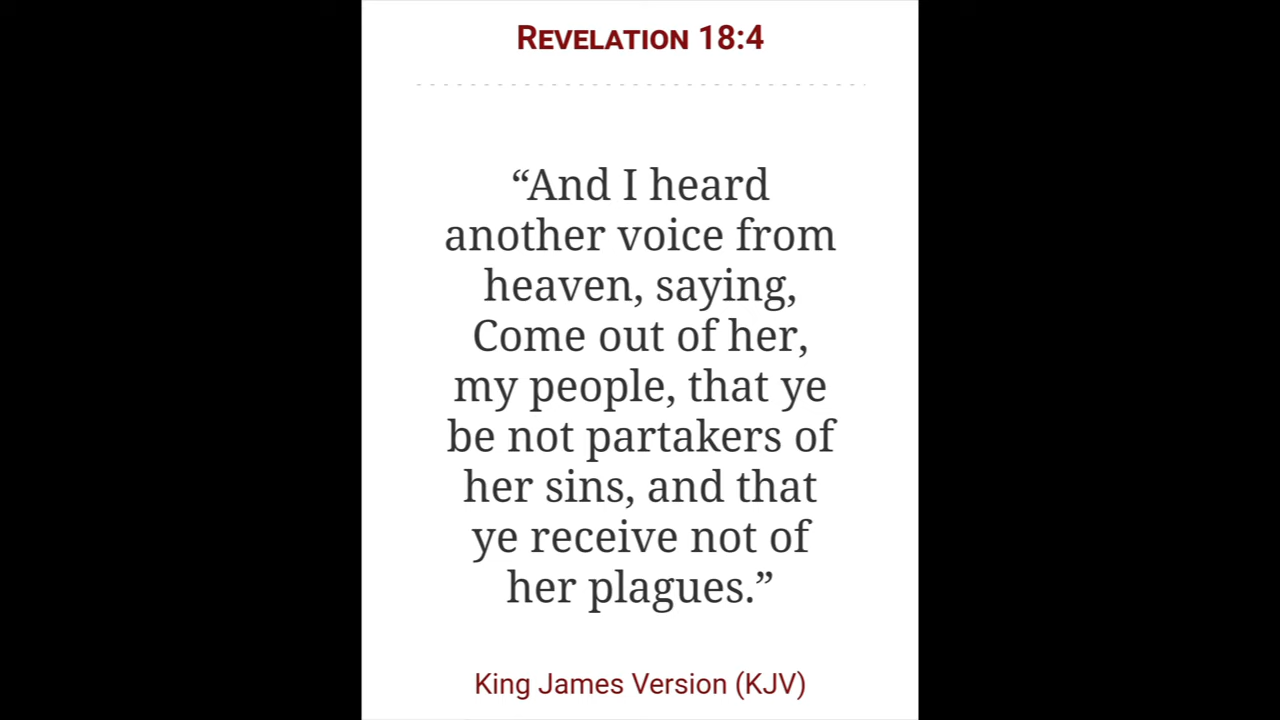 Revelation 18:4
“And I heard
another voice from
heaven, saying,
Come out of her,
my people, that ye
be not partakers of
her sins, and that
ye receive not of
her plagues.”
King James Version (KJV)